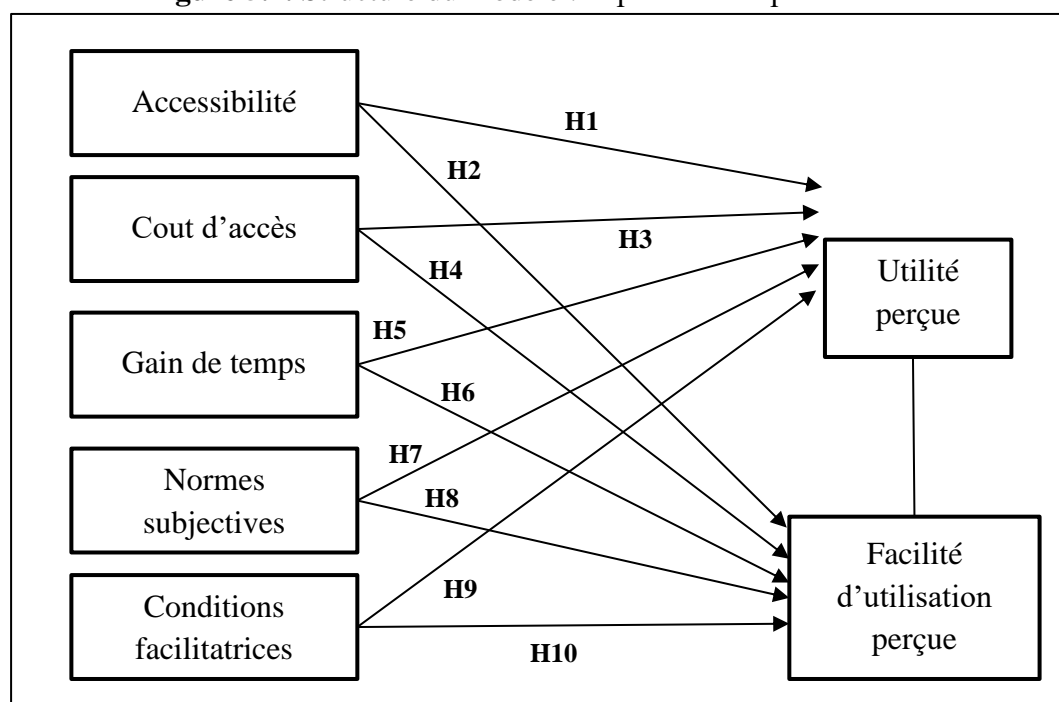 Accessibilité
H1
H2
Cout d'accès
H3
H4
Utilité
perçue
Gain de temps
H5
H6
Normes
subjectives
H7
H8
Facilité
d'utilisation
perçue
Conditions
facilitatrices
H9
H10